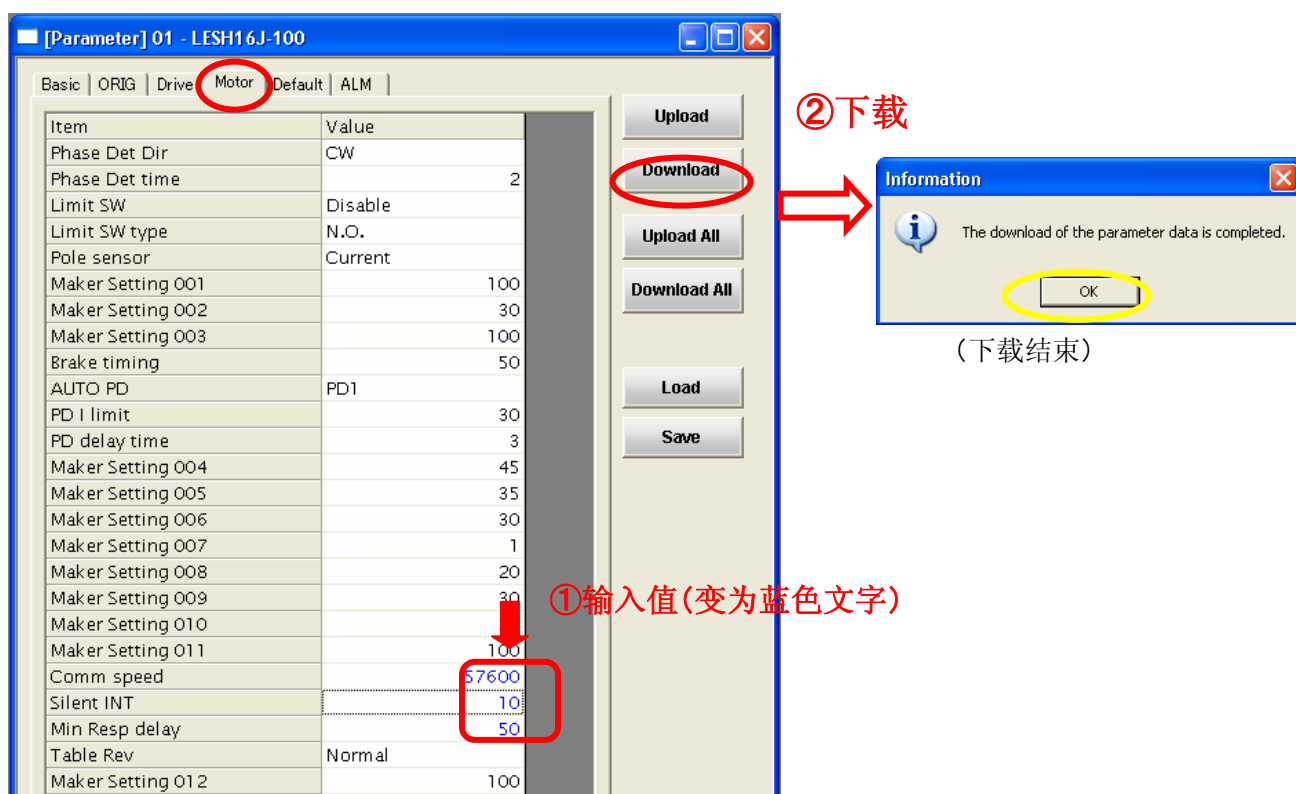 [Parameter] 01 - LESH16J-100
Basic ORIG Drive Motor Default ALM
Item Value
Phase Det Dir CW
Phase Det time 2
Limit SW Disable
Limit SW type N.O.
Pole sensor Current
Maker Setting 001 100
Maker Setting 002 30
Maker Setting 003 100
Brake timing 50
AUTO PD PD1
PD I limit 30
PD delay time 3
Maker Setting 004 45
Maker Setting 005 35
Maker Setting 006 30
Maker Setting 007 1
Maker Setting 008 20
Maker Setting 009 30
Maker Setting 010
Maker Setting 011 100
Comm speed 57600
Silent INT 10
Min Resp delay 50
Table Rev Normal
Maker Setting 012 100
Upload
Download
Upload All
Download All
Load
Save
①输入值(变为蓝色文字)
②下载
Information
The download of the parameter data is completed.
OK
(下载结束)